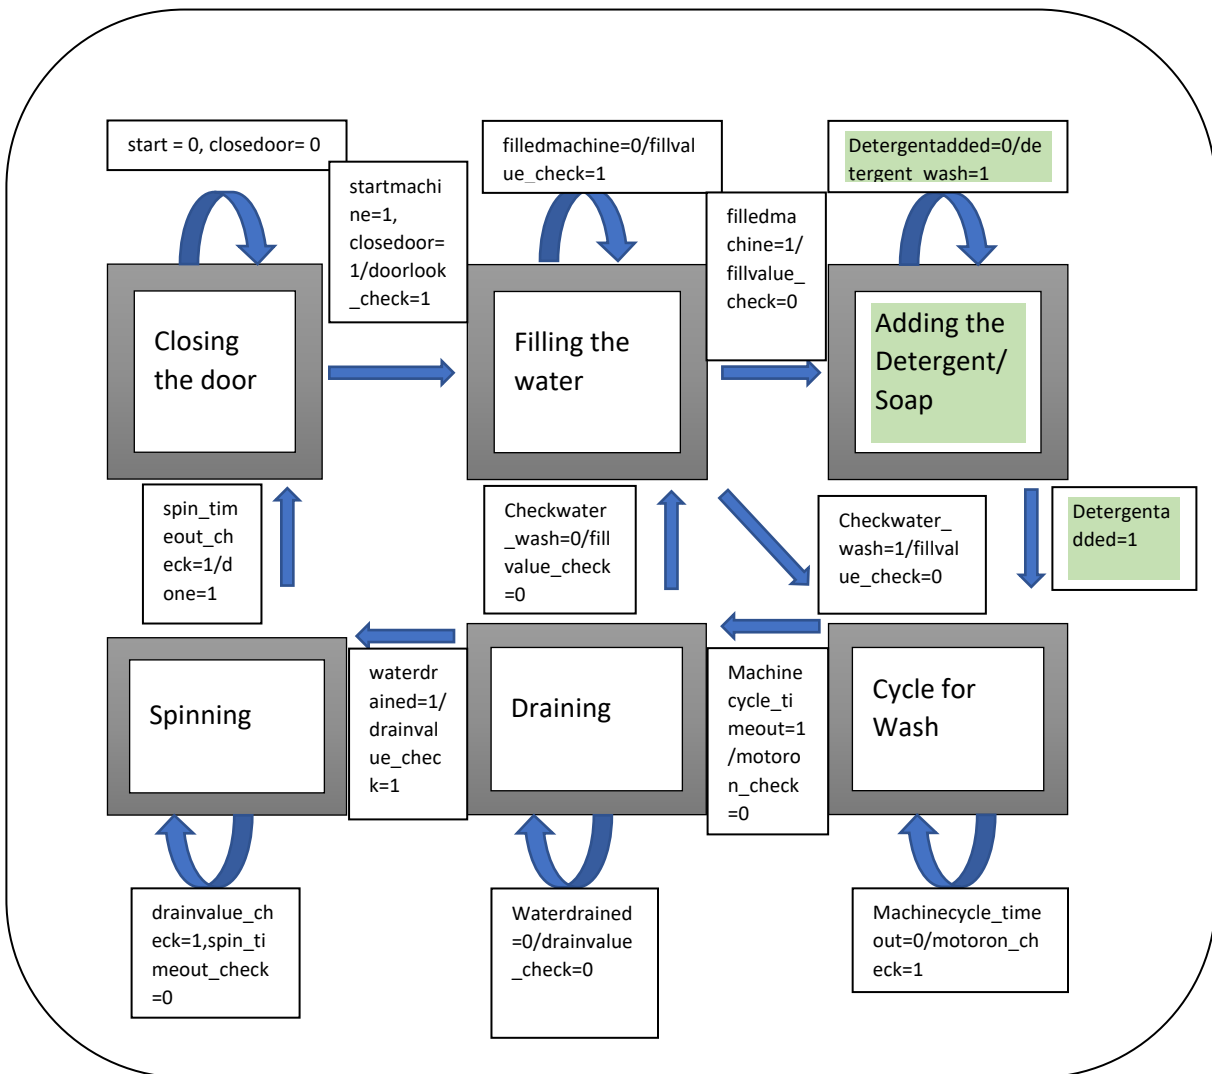 start = 0, closedoor= 0
startmachi
ne=1,
closedoor=
1/doorlook
_check=1
filledmachine=0/fillval
ue_check=1
filledma
chine=1/
fillvalue_
check=0
Detergentadded=0/de
tergent_wash=1
Closing
the door
Filling the
water
Adding the
Detergent/
Soap
spin_tim
eout_ch
eck=1/d
one=1
Checkwater
_wash=0/fill
value_check
=0
Checkwater_
wash=1/fillval
ue_check=0
Detergenta
dded=1
Spinning
waterdr
ained=1/
drainval
ue_chec
k=1
Draining
Machine
cycle_ti
meout=1
/motoro
n_check
=0
Cycle for
Wash
drainvalue_ch
eck=1,spin_ti
meout_check
=0
Waterdrained
=0/drainvalue
_check=0
Machinecycle_time
out=0/motoron_ch
eck=1